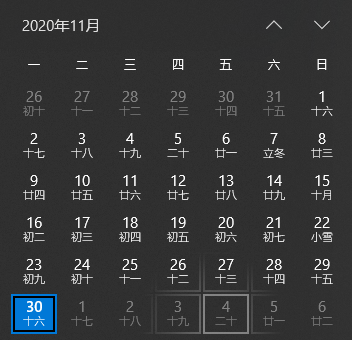 2020年11月
一 二 三 四 五 六 日
26 27 28 29 30 31 1
初十 十一 十二 十三 十四 十五 十六
2 3 4 5 6 7 8
十七 十八 十九 二十 廿一 立冬 廿三
9 10 11 12 13 14 15
廿四 廿五 廿六 廿七 廿八 廿九 十月
16 17 18 19 20 21 22
初二 初三 初四 初五 初六 初七 小雪
23 24 25 26 27 28 29
初九 初十 十一 十二 十三 十四 十五
30 1 2 3 4 5 6
十六 十七 十八 十九 二十 廿一 廿二